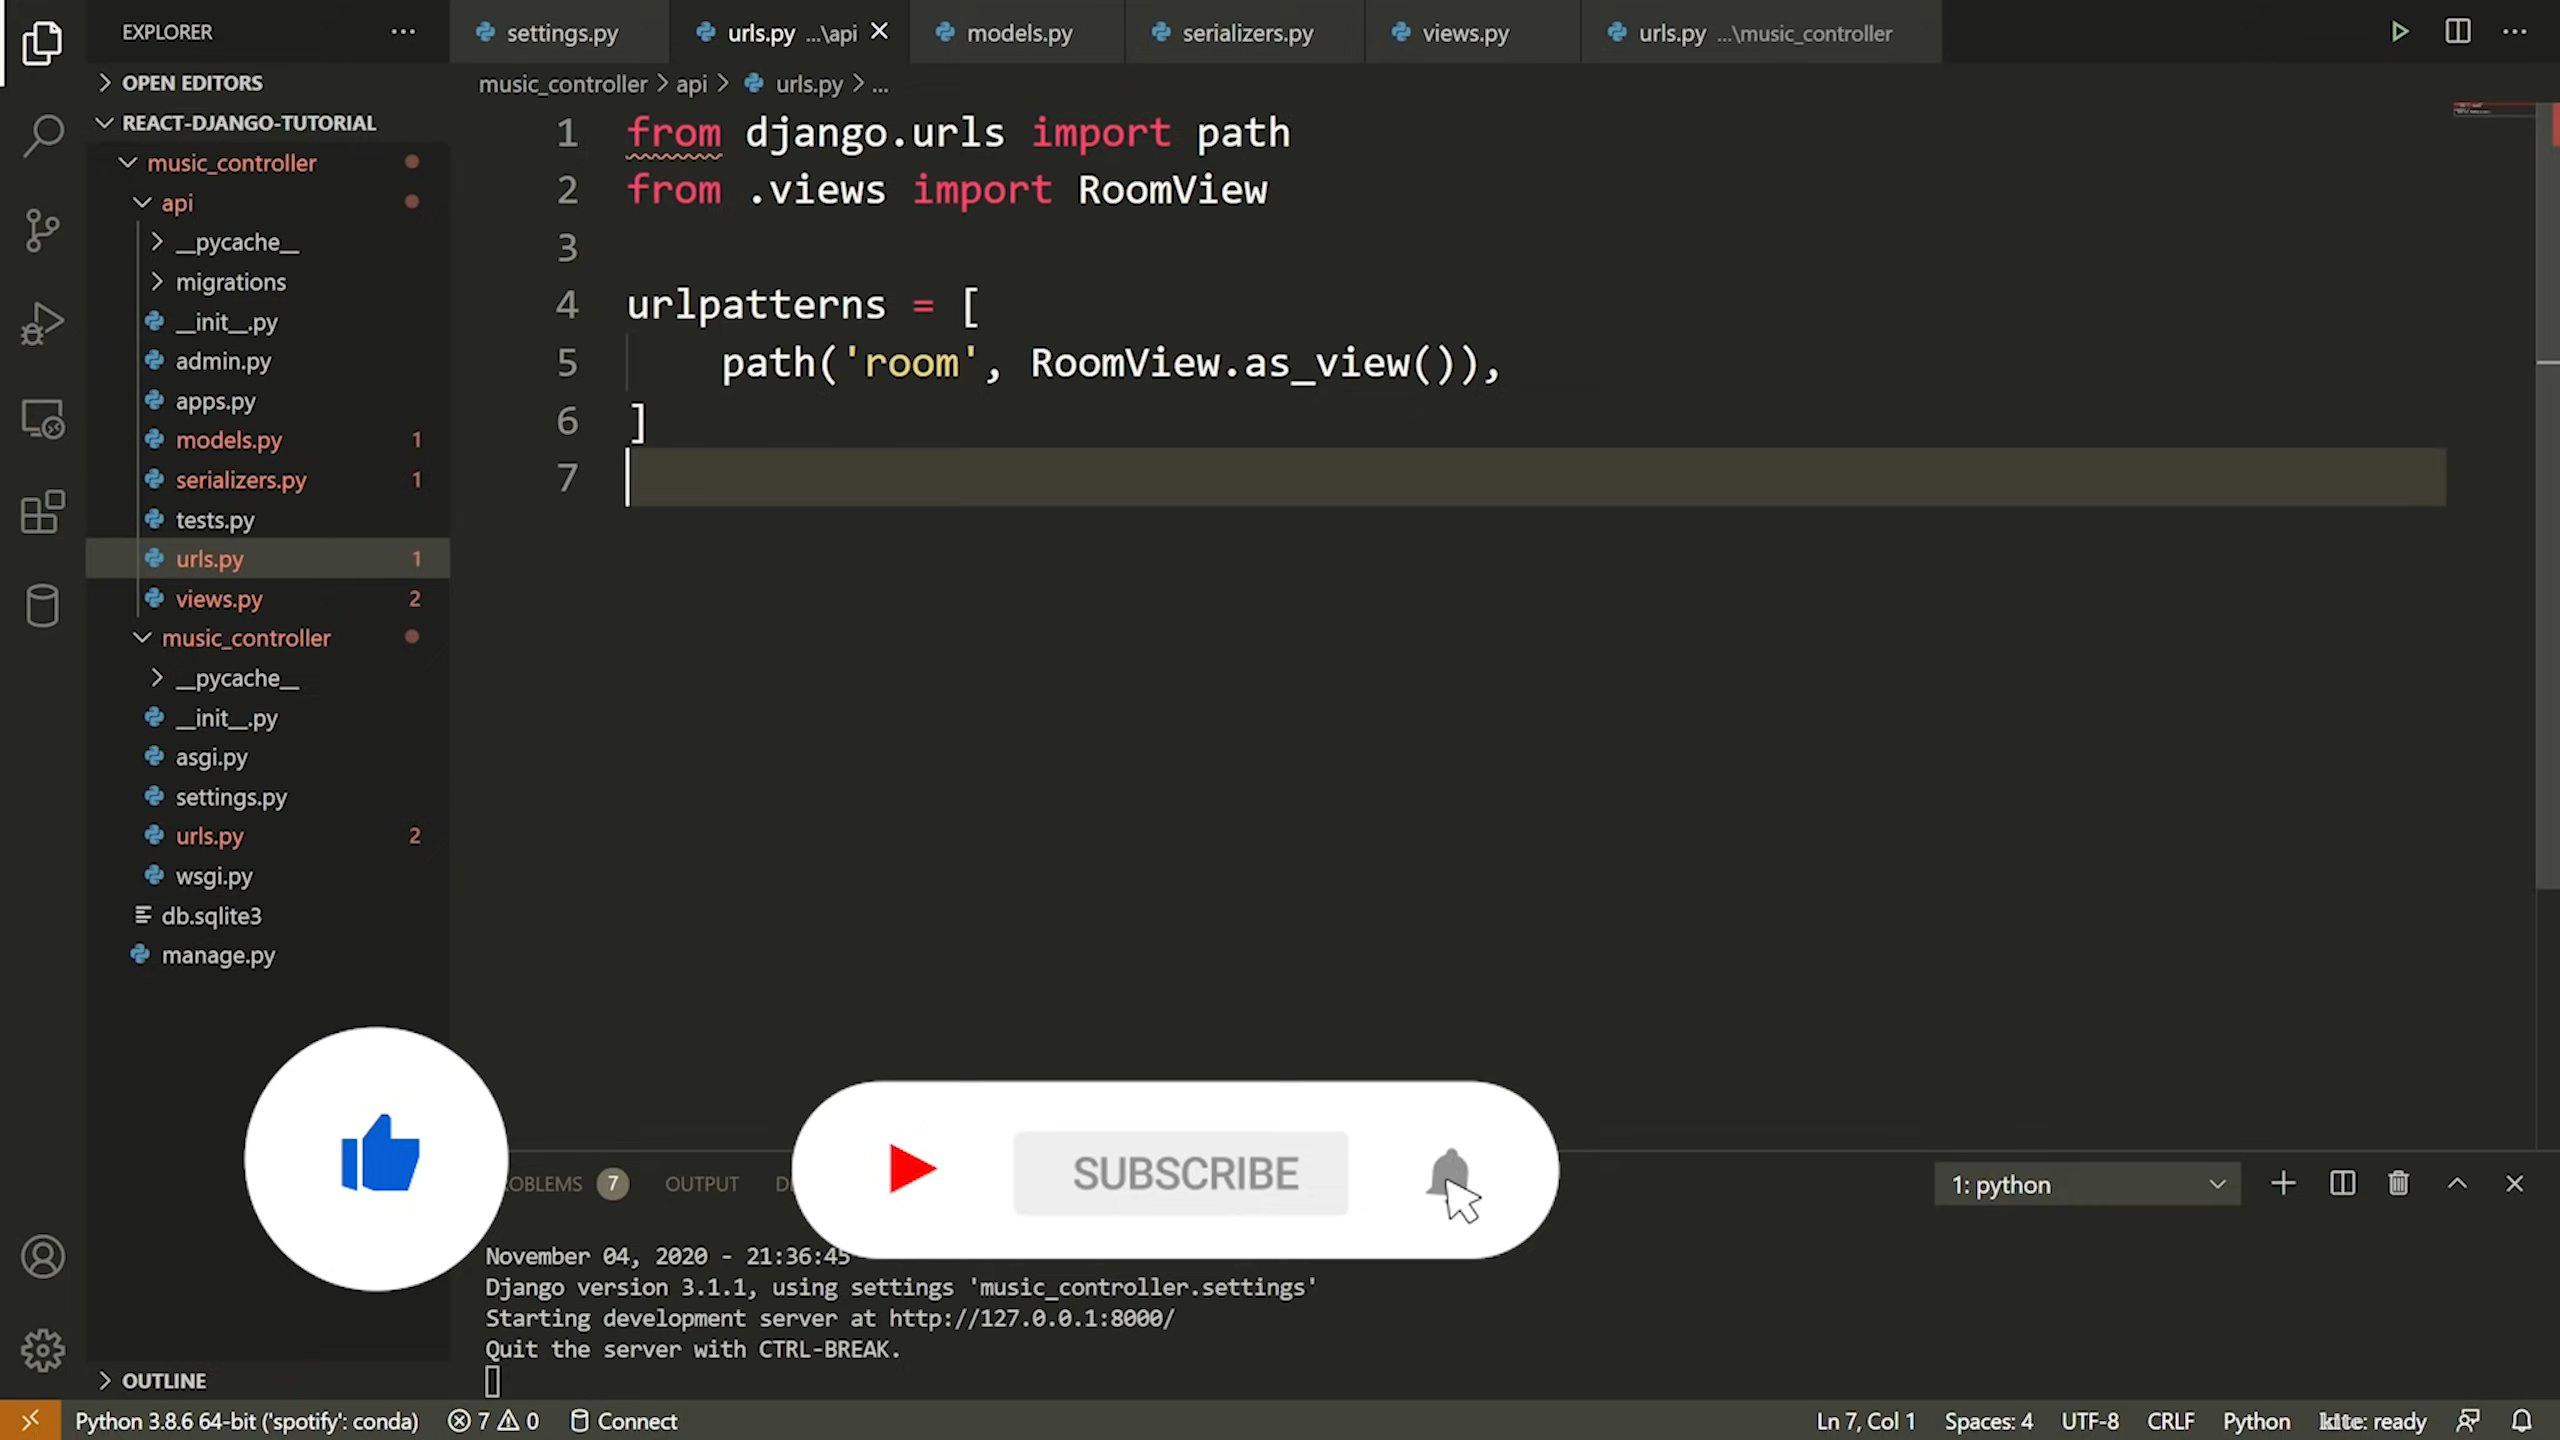 EXPLORER
settings.py
urls.py ...\api
models.py
serializers.py
views.py
urls.py ...\music_controller
OPEN EDITORS
REACT-DJANGO-TUTORIAL
music_controller
api
__pycache__
migrations
__init__.py
admin.py
apps.py
models.py 1
serializers.py 1
tests.py
urls.py 1
views.py 2
music_controller
__pycache__
__init__.py
asgi.py
settings.py
urls.py 2
wsgi.py
db.sqlite3
manage.py
OUTLINE
music_controller > api > urls.py > ...
1 from django.urls import path
2 from .views import RoomView
3
4 urlpatterns = [
5 path('room', RoomView.as_view()),
6 ]
7
SUBSCRIBE
OBLEMS 7 OUTPUT D
1: python
November 04, 2020 - 21:36:45
Django version 3.1.1, using settings 'music_controller.settings'
Starting development server at http://127.0.0.1:8000/
Quit the server with CTRL-BREAK.
Python 3.8.6 64-bit ('spotify': conda) 7 0 Connect
Ln 7, Col 1 Spaces: 4 UTF-8 CRLF Python kite: ready